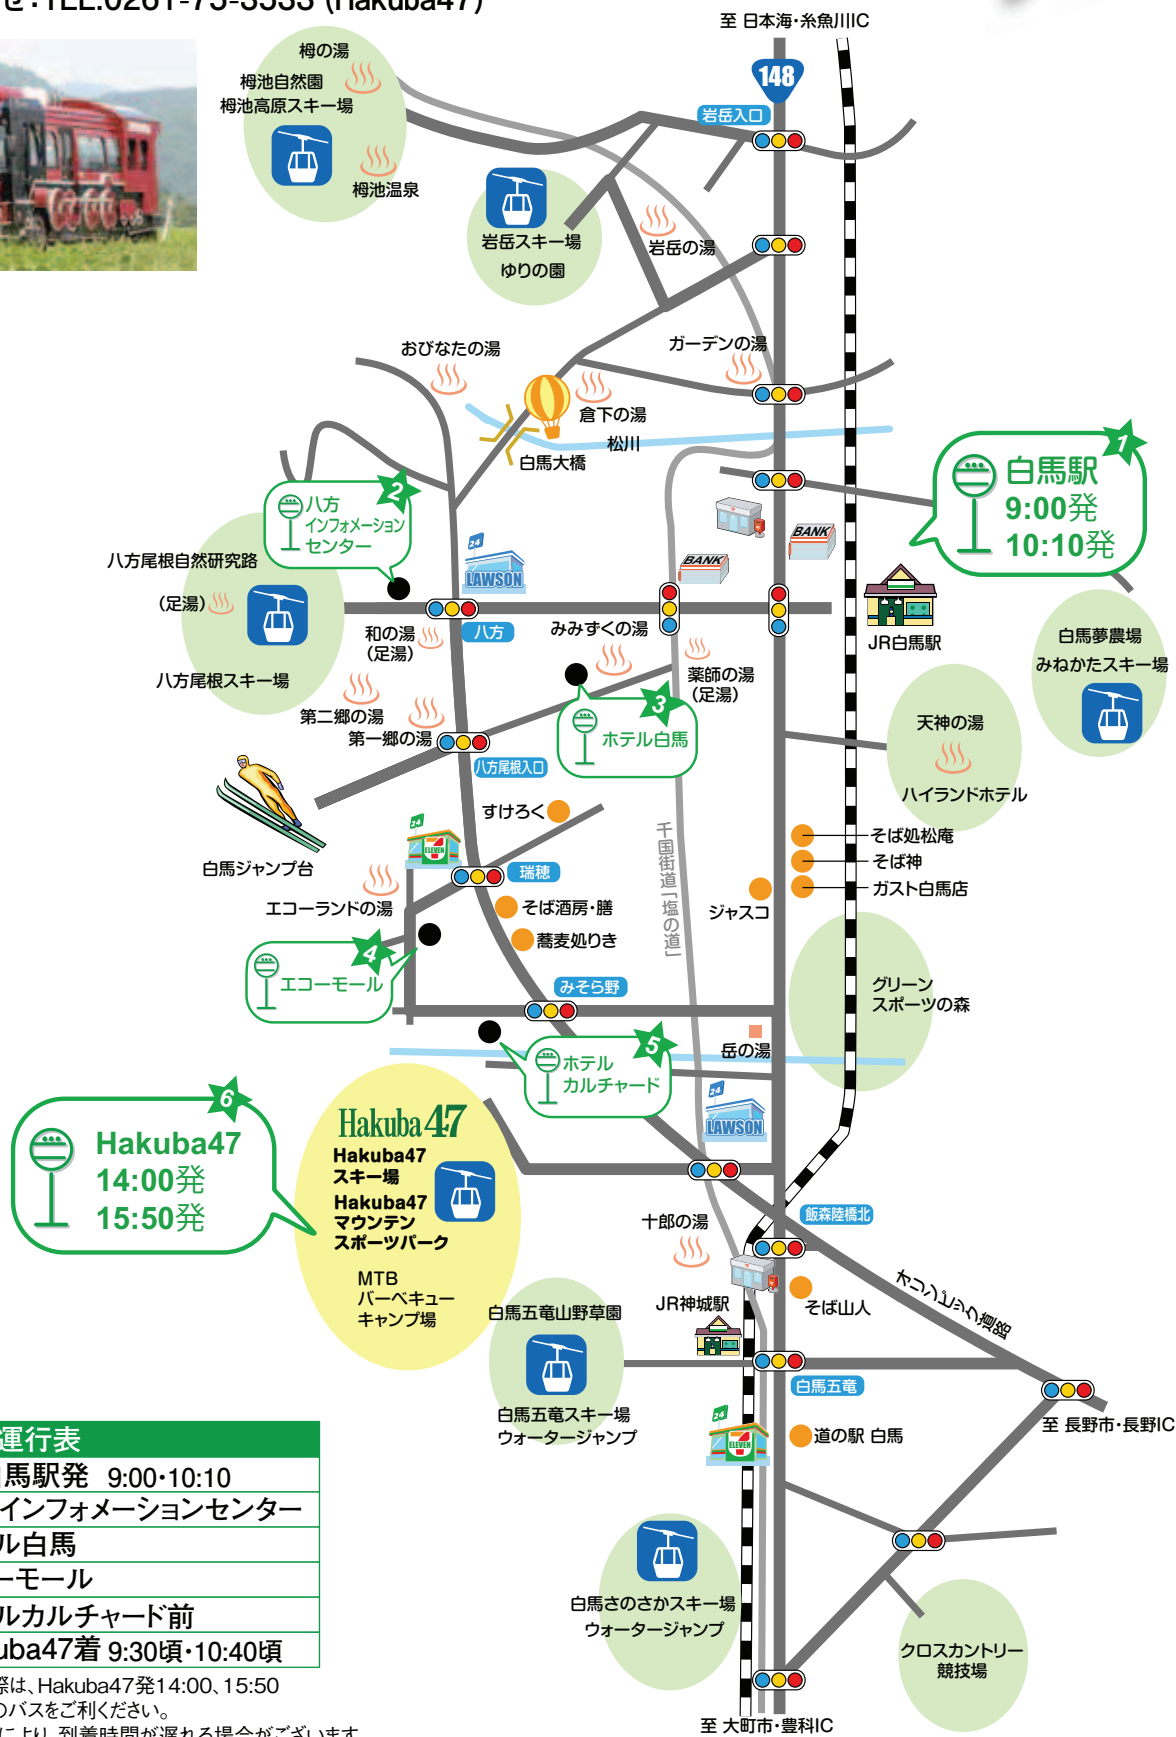 せ：TEL.0261-75-3533 (Hakuba47)
至 日本海・糸魚川IC
148
岩岳入口
栂の湯
栂池自然園
栂池高原スキー場
栂池温泉
岩岳スキー場
ゆりの園
岩岳の湯
おびなたの湯
ガーデンの湯
倉下の湯
松川
白馬大橋
1
白馬駅
9:00発
10:10発
2
八方
インフォメーション
センター
24
LAWSON
BANK
BANK
八方尾根自然研究路
(足湯)
八方尾根スキー場
和の湯
(足湯)
八方
みみずくの湯
薬師の湯
(足湯)
JR白馬駅
白馬夢農場
みねかたスキー場
第二郷の湯
第一郷の湯
八方尾根入口
3
ホテル白馬
天神の湯
ハイランドホテル
白馬ジャンプ台
すけろく
24
ELEVEN
瑞穂
千国街道「塩の道」
そば処松庵
そば神
ガスト白馬店
ジャスコ
エコーランドの湯
そば酒房・膳
蕎麦処りき
4
エコーモール
みそら野
グリーン
スポーツの森
岳の湯
5
ホテル
カルチャード
24
LAWSON
6
Hakuba47
14:00発
15:50発
Hakuba47
Hakuba47
スキー場
Hakuba47
マウンテン
スポーツパーク
MTB
バーベキュー
キャンプ場
飯森陸橋北
十郎の湯
オリンピック道路
そば山人
JR神城駅
白馬五竜山野草園
白馬五竜スキー場
ウォータージャンプ
白馬五竜
24
ELEVEN
道の駅 白馬
至 長野市・長野IC
白馬さのさかスキー場
ウォータージャンプ
クロスカントリー
競技場
至 大町市・豊科IC
運行表
馬駅発 9:00・10:10
インフォメーションセンター
ル白馬
ーモール
ルカルチャード前
uba47着 9:30頃・10:40頃
際は、Hakuba47発14:00、15:50
のバスをご利ください。
により、到着時間が遅れる場合がございます